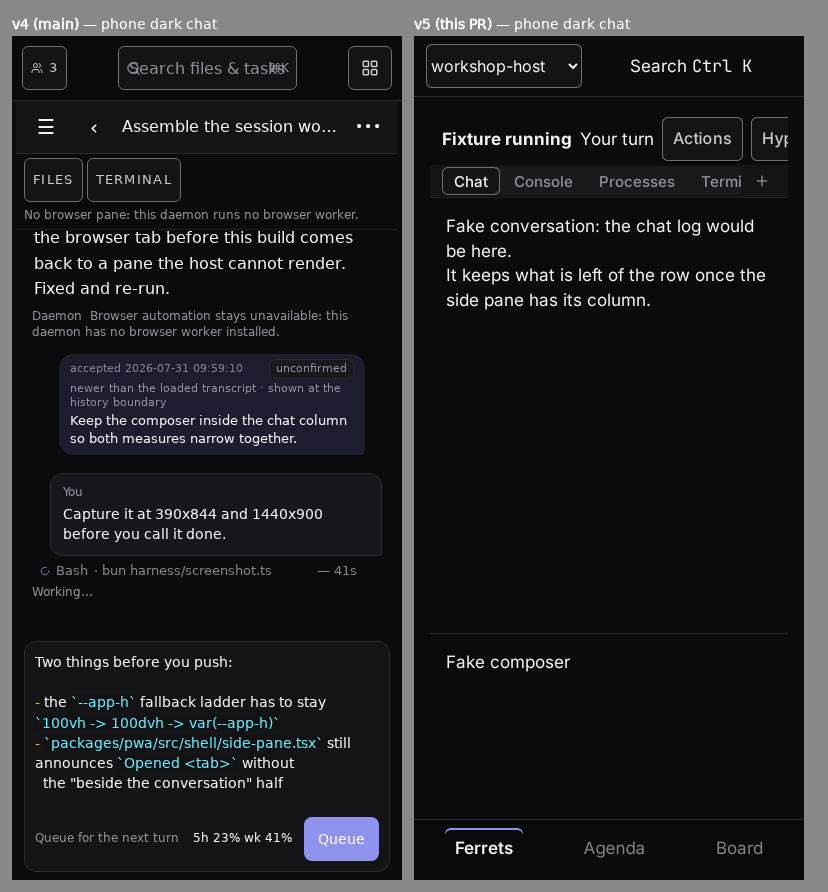 v4 (main) — phone dark chat
3
Search files & tasks
FILES
TERMINAL
Assemble the session wo…
No browser pane: this daemon runs no browser worker.
the browser tab before this build comes
back to a pane the host cannot render.
Fixed and re-run.
Daemon Browser automation stays unavailable: this
daemon has no browser worker installed.
accepted 2026-07-31 09:59:10 unconfirmed
newer than the loaded transcript · shown at the
history boundary
Keep the composer inside the chat column
so both measures narrow together.
You
Capture it at 390x844 and 1440x900
before you call it done.
Bash · bun harness/screenshot.ts — 41s
Working…
Two things before you push:
- the `--app-h` fallback ladder has to stay
`100vh -> 100dvh -> var(--app-h)`
- `packages/pwa/src/shell/side-pane.tsx` still
announces `Opened <tab>` without
the "beside the conversation" half
Queue for the next turn 5h 23% wk 41% Queue
v5 (this PR) — phone dark chat
workshop-host
Search Ctrl K
Fixture running Your turn Actions Hyp
Chat Console Processes Termi +
Fake conversation: the chat log would
be here.
It keeps what is left of the row once the
side pane has its column.
Fake composer
Ferrets Agenda Board